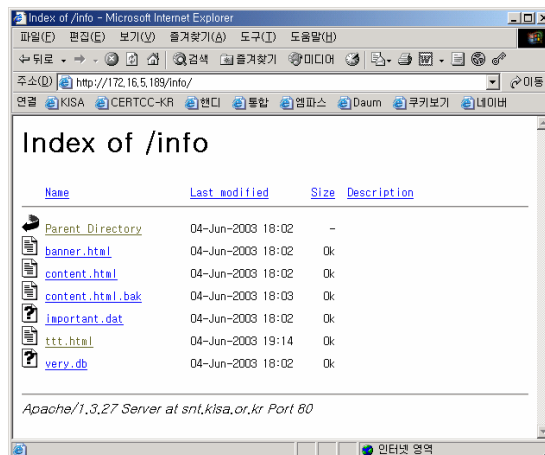 Index of /info - Microsoft Internet Explorer
파일(F) 편집(E) 보기(V) 즐겨찾기(A) 도구(T) 도움말(H)
뒤로 검색 즐겨찾기 미디어
주소(D) http://172.16.5.189/info/ 이동
연결 KISA CERTCC-KR 핸디 통합 엠파스 Daum 쿠키보기 네이버
Index of /info
Name Last modified Size Description
Parent Directory 04-Jun-2003 18:02 -
banner.html 04-Jun-2003 18:02 0k
content.html 04-Jun-2003 18:02 0k
content.html.bak 04-Jun-2003 18:03 0k
important.dat 04-Jun-2003 18:02 0k
ttt.html 04-Jun-2003 19:14 0k
very.db 04-Jun-2003 18:02 0k
Apache/1.3.27 Server at snt.kisa.or.kr Port 80
인터넷 영역